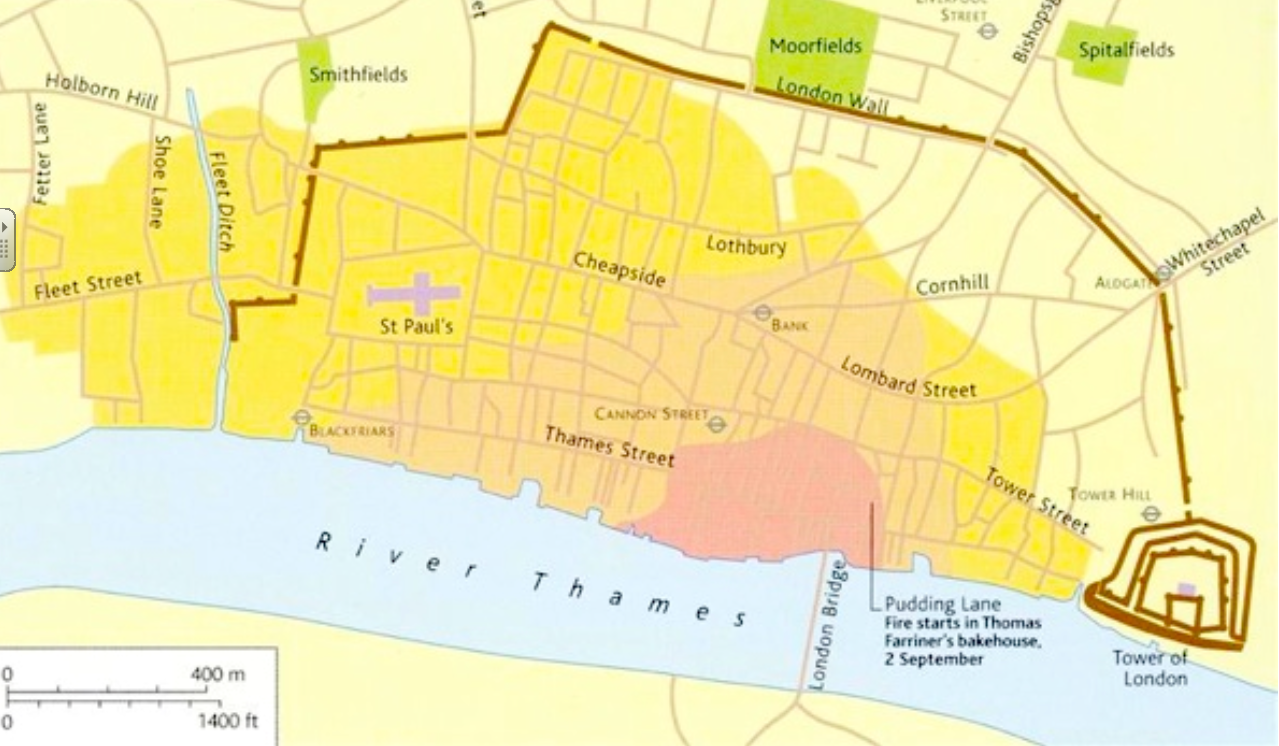 STREET
Bishopsg
et
Moorfields
Spitalfields
Smithfields
Holborn Hill
London Wall
Fetter Lane
Shoe Lane
Fleet Ditch
Whitechapel
Street
Lothbury
Cheapside
Fleet Street
Cornhill
ALDGATE
St Paul's
BANK
Lombard Street
CANNON STREET
BLACKFRIARS
Thames Street
Tower Street
TOWER HILL
River Thames
London Bridge
Pudding Lane
Fire starts in Thomas
Farriner's bakehouse,
2 September
Tower of
London
0 400 m
0 1400 ft